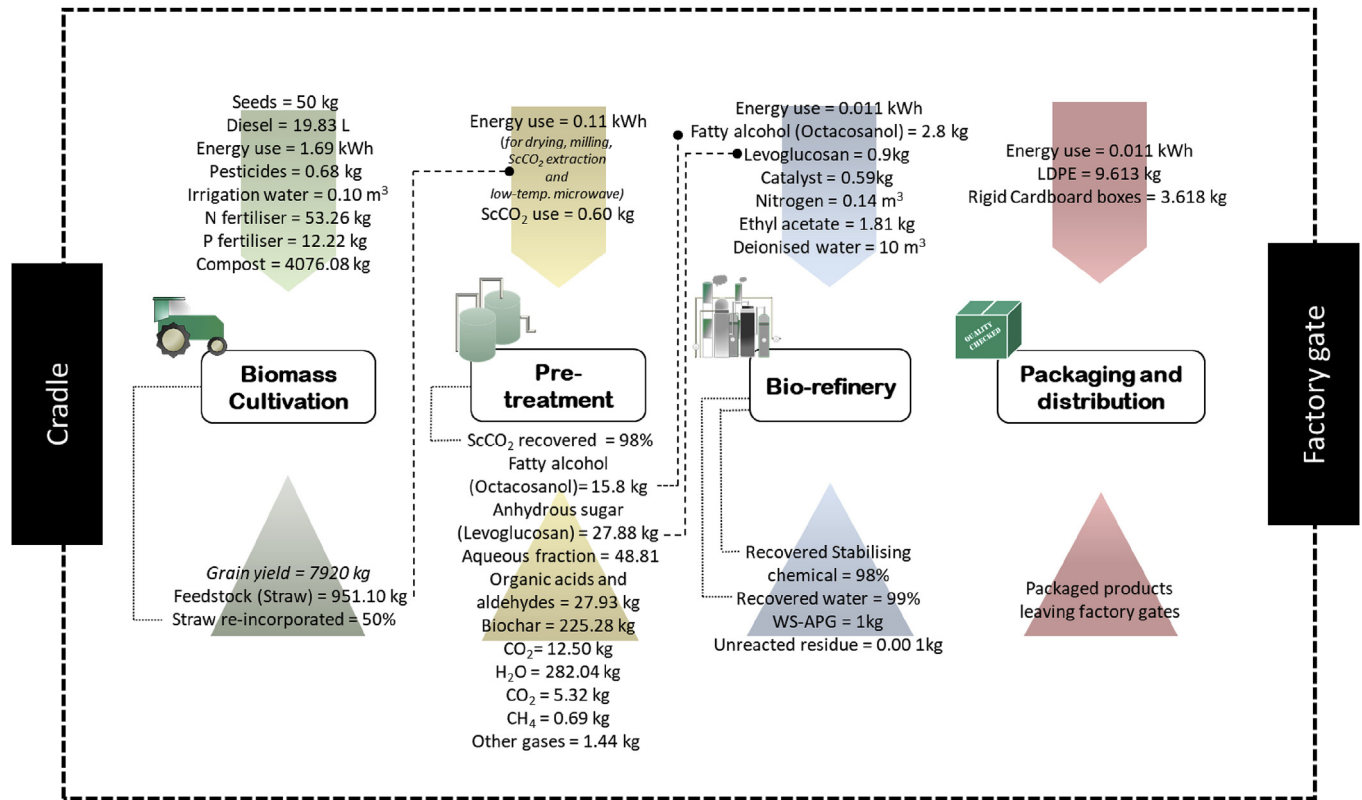 Cradle
Seeds = 50 kg
Diesel = 19.83 L
Energy use = 1.69 kWh
Pesticides = 0.68 kg
Irrigation water = 0.10 m³
N fertiliser = 53.26 kg
P fertiliser = 12.22 kg
Compost = 4076.08 kg
Biomass
Cultivation
Grain yield = 7920 kg
Feedstock (Straw) = 951.10 kg
Straw re-incorporated = 50%
Energy use = 0.11 kWh
(for drying, milling,
ScCO₂ extraction
and
low-temp. microwave)
ScCO₂ use = 0.60 kg
Pre-
treatment
ScCO₂ recovered = 98%
Fatty alcohol
(Octacosanol)= 15.8 kg
Anhydrous sugar
(Levoglucosan) = 27.88 kg
Aqueous fraction = 48.81
Organic acids and
aldehydes = 27.93 kg
Biochar = 225.28 kg
CO₂= 12.50 kg
H₂O = 282.04 kg
CO₂ = 5.32 kg
CH₄ = 0.69 kg
Other gases = 1.44 kg
Energy use = 0.011 kWh
Fatty alcohol (Octacosanol) = 2.8 kg
Levoglucosan = 0.9kg
Catalyst = 0.59kg
Nitrogen = 0.14 m³
Ethyl acetate = 1.81 kg
Deionised water = 10 m³
Bio-refinery
Recovered Stabilising
chemical = 98%
Recovered water = 99%
WS-APG = 1kg
Unreacted residue = 0.00 1kg
Energy use = 0.011 kWh
LDPE = 9.613 kg
Rigid Cardboard boxes = 3.618 kg
QUALITY
CHECKED
Packaging and
distribution
Packaged products
leaving factory gates
Factory gate